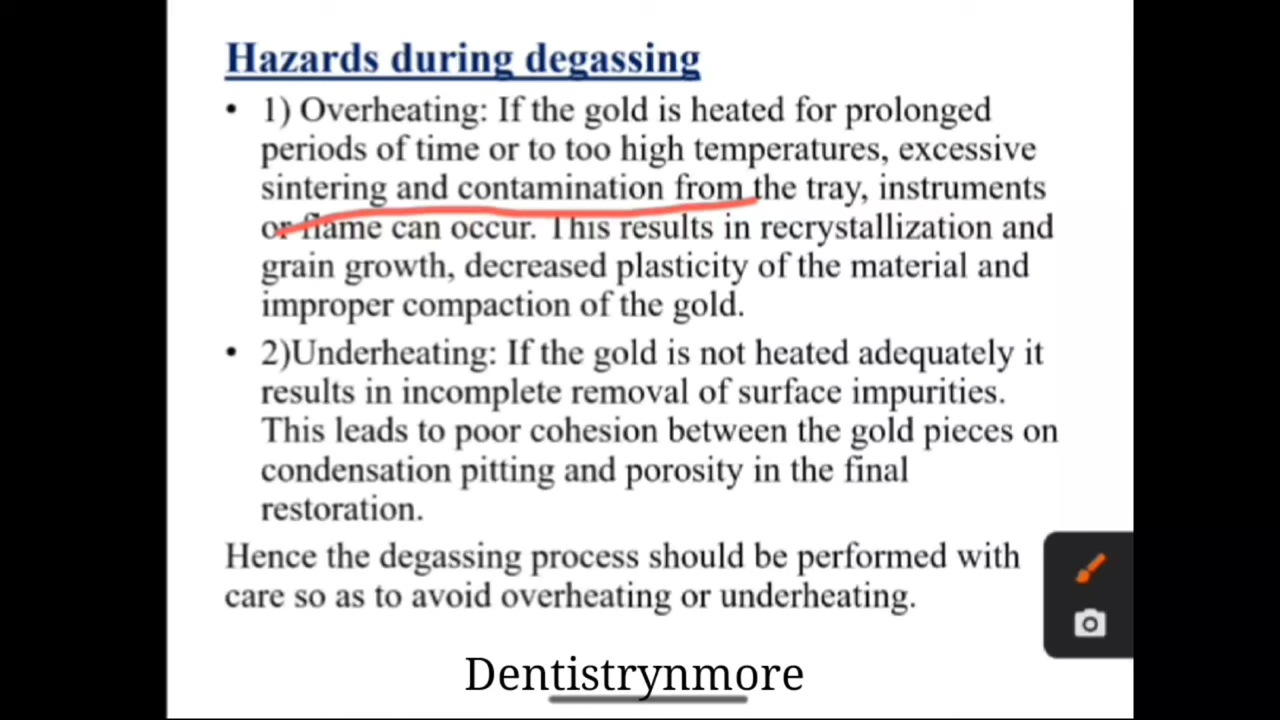 Hazards during degassing
• 1) Overheating: If the gold is heated for prolonged
periods of time or to too high temperatures, excessive
sintering and contamination from the tray, instruments
or flame can occur. This results in recrystallization and
grain growth, decreased plasticity of the material and
improper compaction of the gold.
• 2)Underheating: If the gold is not heated adequately it
results in incomplete removal of surface impurities.
This leads to poor cohesion between the gold pieces on
condensation pitting and porosity in the final
restoration.
Hence the degassing process should be performed with
care so as to avoid overheating or underheating.
Dentistrynmore